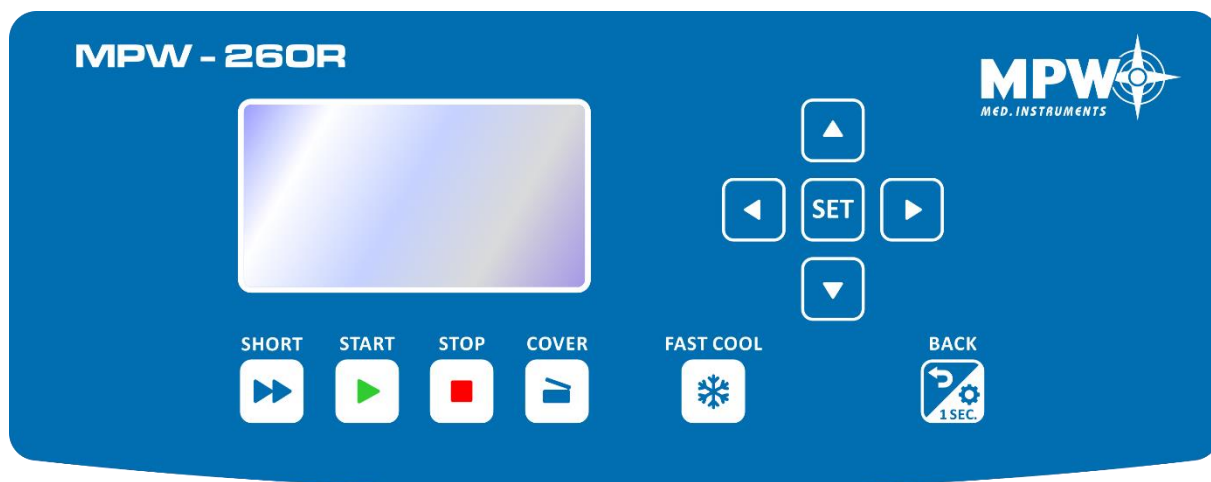 MPW - 260R
MPW
MED. INSTRUMENTS
SET
SHORT START STOP COVER FAST COOL BACK
1 SEC.